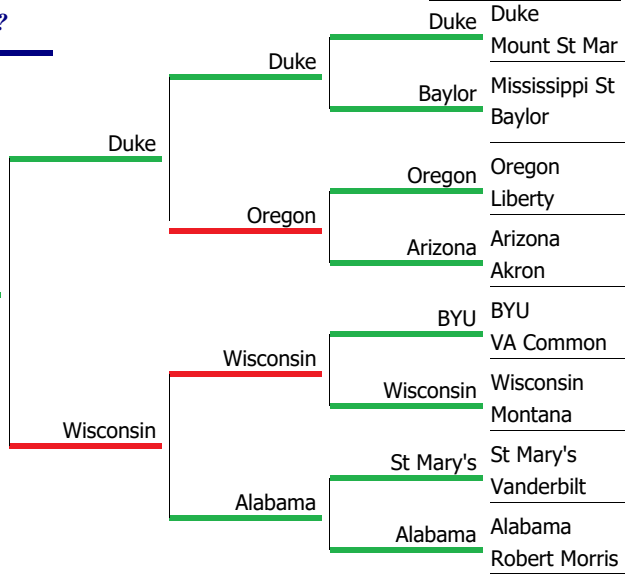 ?
Duke
Duke
Mount St Mar
Duke
Baylor
Mississippi St
Baylor
Duke
Oregon
Oregon
Liberty
Oregon
Arizona
Arizona
Akron
BYU
BYU
VA Common
Wisconsin
Wisconsin
Wisconsin
Montana
Wisconsin
St Mary's
St Mary's
Vanderbilt
Alabama
Alabama
Alabama
Robert Morris